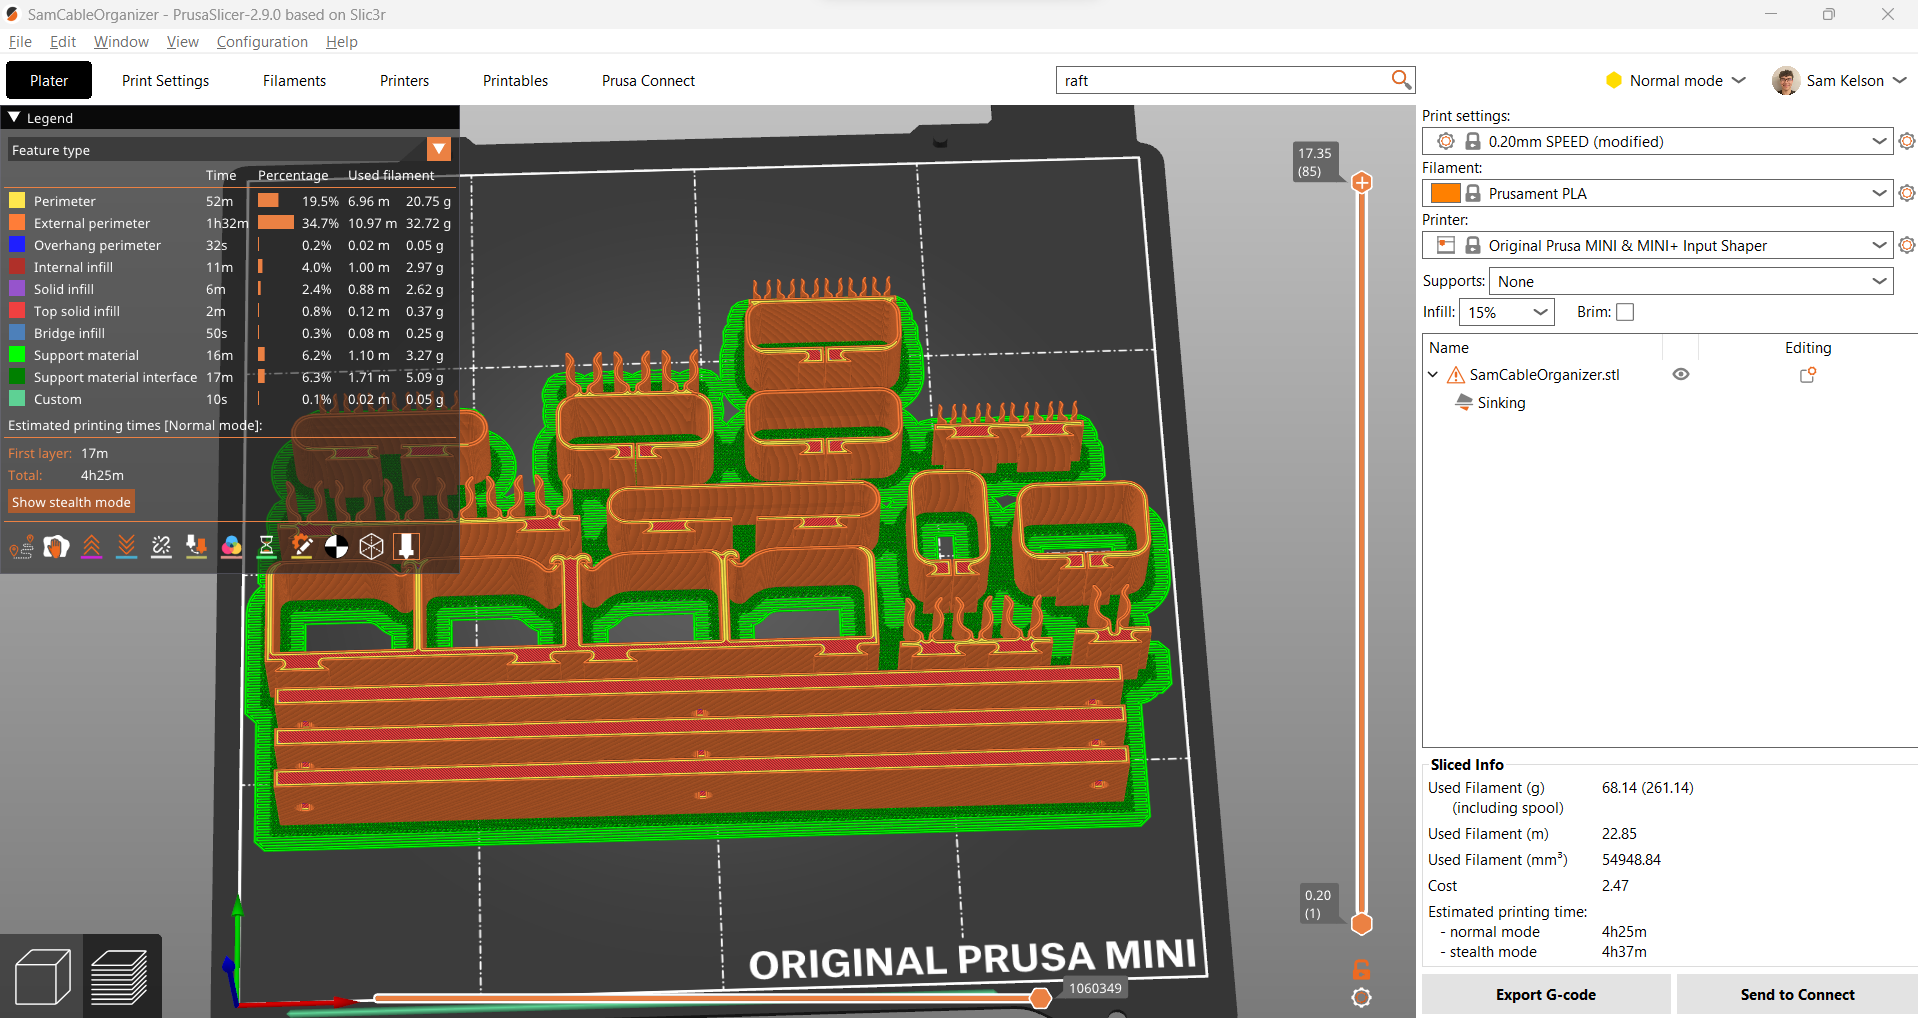 SamCableOrganizer - PrusaSlicer-2.9.0 based on Slic3r
File Edit Window View Configuration Help
Plater Print Settings Filaments Printers Printables Prusa Connect raft Normal mode Sam Kelson
Legend
Feature type
Time Percentage Used filament
Perimeter 52m 19.5% 6.96 m 20.75 g
External perimeter 1h32m 34.7% 10.97 m 32.72 g
Overhang perimeter 32s 0.2% 0.02 m 0.05 g
Internal infill 11m 4.0% 1.00 m 2.97 g
Solid infill 6m 2.4% 0.88 m 2.62 g
Top solid infill 2m 0.8% 0.12 m 0.37 g
Bridge infill 50s 0.3% 0.08 m 0.25 g
Support material 16m 6.2% 1.10 m 3.27 g
Support material interface 17m 6.3% 1.71 m 5.09 g
Custom 10s 0.1% 0.02 m 0.05 g
Estimated printing times [Normal mode]:
First layer: 17m
Total: 4h25m
Show stealth mode
17.35
(85)
0.20
(1)
ORIGINAL PRUSA MINI
1060349
Print settings:
0.20mm SPEED (modified)
Filament:
Prusament PLA
Printer:
Original Prusa MINI & MINI+ Input Shaper
Supports: None
Infill: 15% Brim:
Name Editing
SamCableOrganizer.stl
Sinking
Sliced Info
Used Filament (g) 68.14 (261.14)
(including spool)
Used Filament (m) 22.85
Used Filament (mm³) 54948.84
Cost 2.47
Estimated printing time:
- normal mode 4h25m
- stealth mode 4h37m
Export G-code Send to Connect